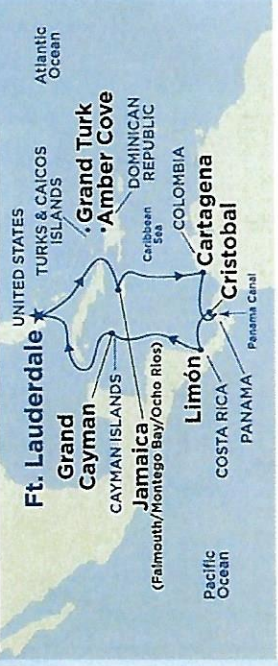 UNITED STATES
Ft. Lauderdale
Atlantic
Ocean
TURKS & CAICOS
ISLANDS
Grand Turk
Amber Cove
DOMINICAN
REPUBLIC
Grand
Cayman
CAYMAN ISLANDS
Jamaica
(Falmouth/Montego Bay/Ocho Rios)
Caribbean
Sea
COLOMBIA
Cartagena
Cristobal
Limón
COSTA RICA
PANAMA
Panama Canal
Pacific
Ocean